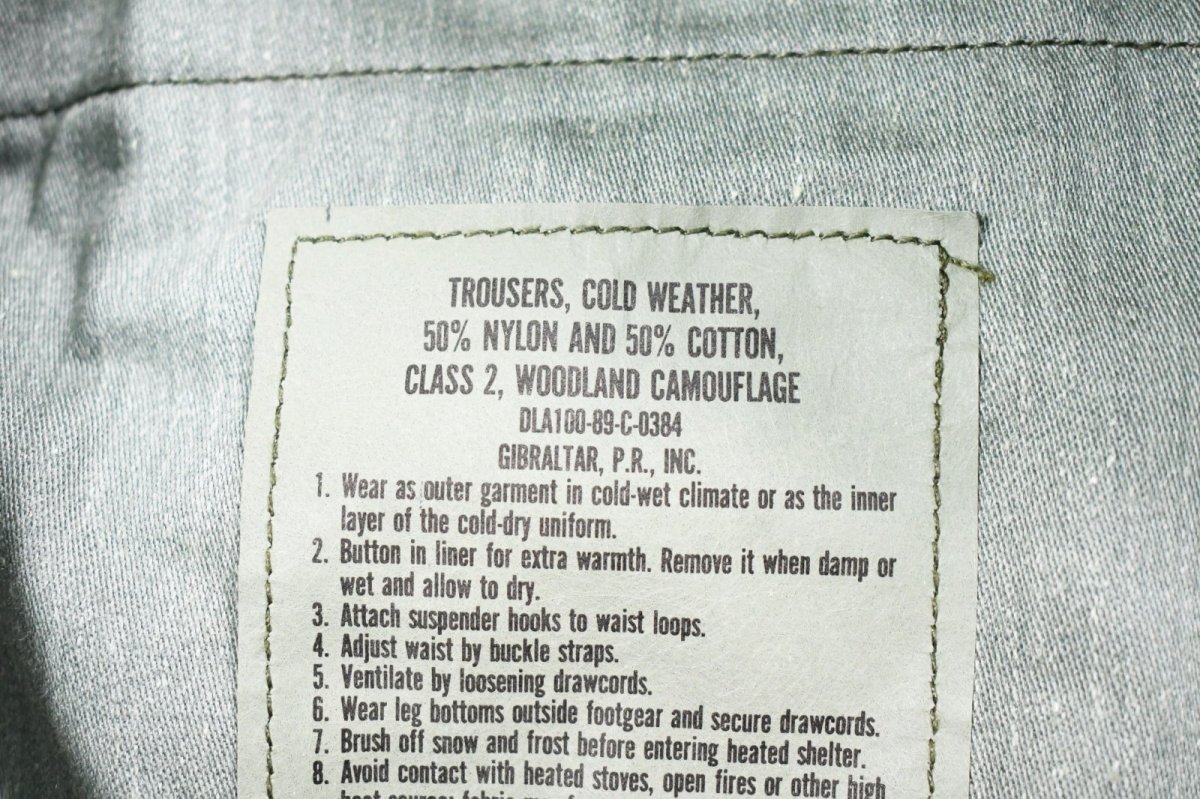 TROUSERS, COLD WEATHER,
50% NYLON AND 50% COTTON,
CLASS 2, WOODLAND CAMOUFLAGE
DLA100-89-C-0384
GIBRALTAR, P.R., INC.
1. Wear as outer garment in cold-wet climate or as the inner
layer of the cold-dry uniform.
2. Button in liner for extra warmth. Remove it when damp or
wet and allow to dry.
3. Attach suspender hooks to waist loops.
4. Adjust waist by buckle straps.
5. Ventilate by loosening drawcords.
6. Wear leg bottoms outside footgear and secure drawcords.
7. Brush off snow and frost before entering heated shelter.
8. Avoid contact with heated stoves, open fires or other high